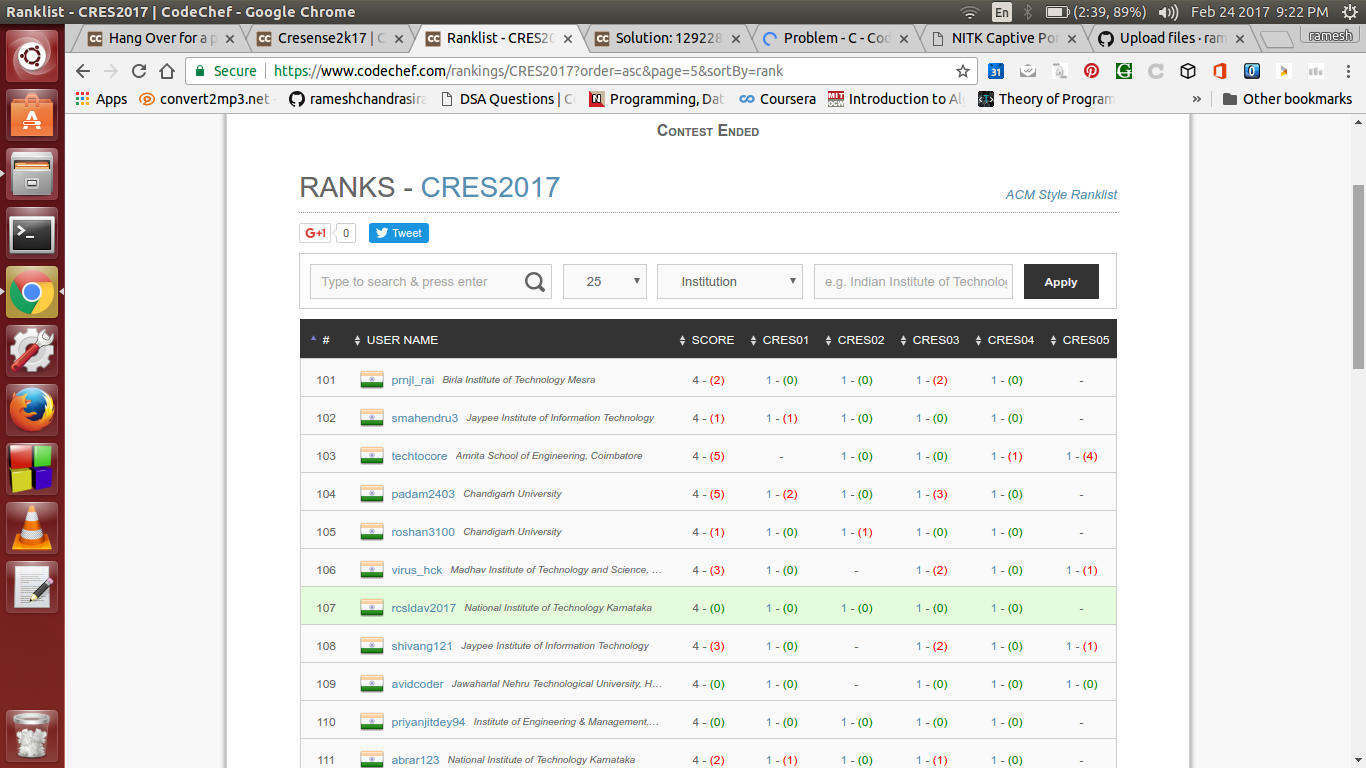 Ranklist - CRES2017 | CodeChef - Google Chrome En (2:39, 89%) Feb 24 2017 9:22 PM
Hang Over for a p Cresense2k17 | C Ranklist - CRES20 Solution: 129228 Problem - C - Cod NITK Captive Por Upload files · ram ramesh
Secure https://www.codechef.com/rankings/CRES2017?order=asc&page=5&sortBy=rank
Apps convert2mp3.net - rameshchandrasira DSA Questions | Co Programming, Dat Coursera Introduction to Alg Theory of Program » Other bookmarks
CONTEST ENDED
RANKS - CRES2017
ACM Style Ranklist
G+1 0 Tweet
Type to search & press enter 25 Institution e.g. Indian Institute of Technolog Apply
# USER NAME SCORE CRES01 CRES02 CRES03 CRES04 CRES05
101 prnjl_rai Birla Institute of Technology Mesra 4 - (2) 1 - (0) 1 - (0) 1 - (2) 1 - (0) -
102 smahendru3 Jaypee Institute of Information Technology 4 - (1) 1 - (1) 1 - (0) 1 - (0) 1 - (0) -
103 techtocore Amrita School of Engineering, Coimbatore 4 - (5) - 1 - (0) 1 - (0) 1 - (1) 1 - (4)
104 padam2403 Chandigarh University 4 - (5) 1 - (2) 1 - (0) 1 - (3) 1 - (0) -
105 roshan3100 Chandigarh University 4 - (1) 1 - (0) 1 - (1) 1 - (0) 1 - (0) -
106 virus_hck Madhav Institute of Technology and Science, ... 4 - (3) 1 - (0) - 1 - (2) 1 - (0) 1 - (1)
107 rcsldav2017 National Institute of Technology Karnataka 4 - (0) 1 - (0) 1 - (0) 1 - (0) 1 - (0) -
108 shivang121 Jaypee Institute of Information Technology 4 - (3) 1 - (0) - 1 - (2) 1 - (0) 1 - (1)
109 avidcoder Jawaharlal Nehru Technological University, H... 4 - (0) 1 - (0) - 1 - (0) 1 - (0) 1 - (0)
110 priyanjitdey94 Institute of Engineering & Management,... 4 - (0) 1 - (0) 1 - (0) 1 - (0) 1 - (0) -
111 abrar123 National Institute of Technology Karnataka 4 - (2) 1 - (1) 1 - (0) 1 - (1) 1 - (0) -